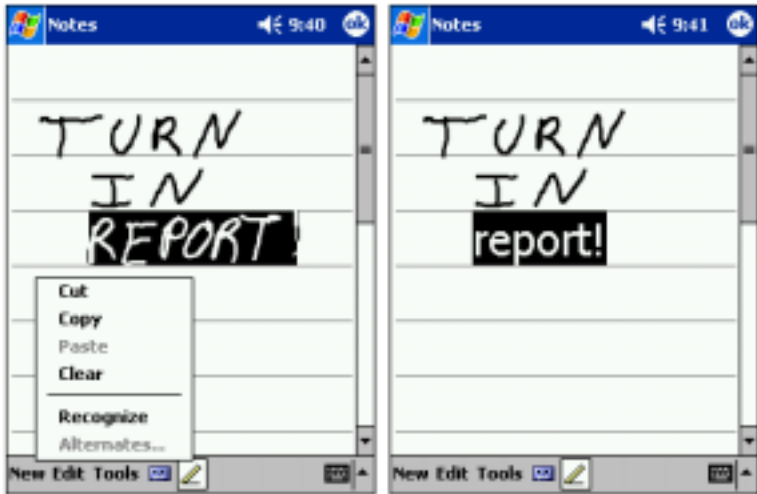 Notes 9:40 ok
TURN
IN
REPORT!
Cut
Copy
Paste
Clear
Recognize
Alternates...
New Edit Tools
Notes 9:41 ok
TURN
IN
report!
New Edit Tools